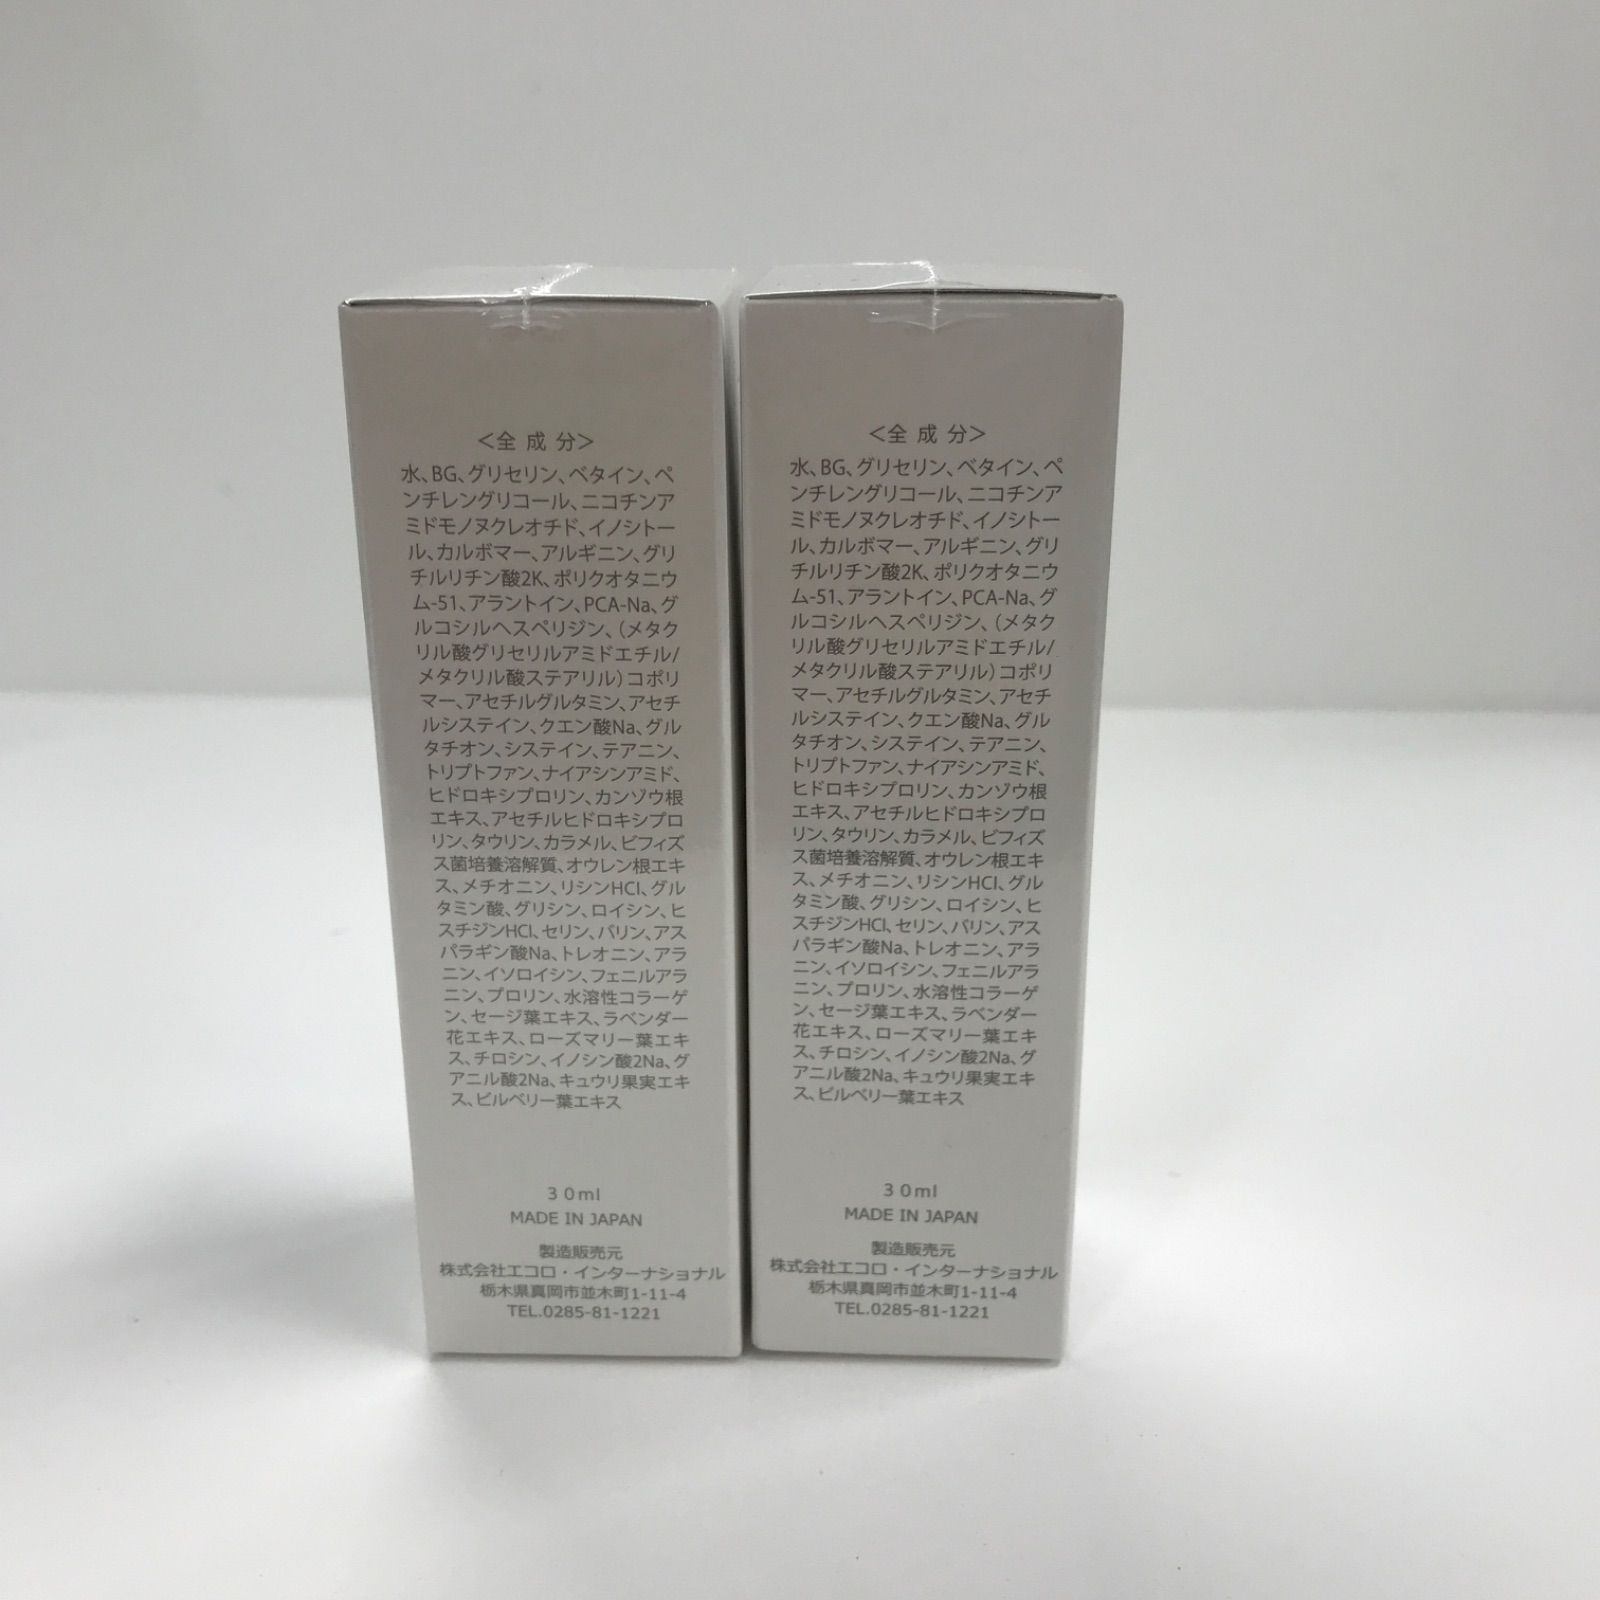 <全 成 分>
水、BG、グリセリン、ベタイン、ペ
ンチレングリコール、ニコチンア
ミドモノヌクレオチド、イノシトー
ル、カルボマー、アルギニン、グリ
チルリチン酸2K、ポリクオタニウ
ム-51、アラントイン、PCA-Na、グ
ルコシルヘスペリジン、(メタク
リル酸グリセリルアミドエチル/
メタクリル酸ステアリル)コポリ
マー、アセチルグルタミン、アセチ
ルシステイン、クエン酸Na、グル
タチオン、システイン、テアニン、
トリプトファン、ナイアシンアミド、
ヒドロキシプロリン、カンゾウ根
エキス、アセチルヒドロキシプロ
リン、タウリン、カラメル、ビフィズ
ス菌培養溶解質、オウレン根エキ
ス、メチオニン、リシンHCl、グル
タミン酸、グリシン、ロイシン、ヒ
スチジンHCl、セリン、バリン、アス
パラギン酸Na、トレオニン、アラ
ニン、イソロイシン、フェニルアラ
ニン、プロリン、水溶性コラーゲ
ン、セージ葉エキス、ラベンダー
花エキス、ローズマリー葉エキ
ス、チロシン、イノシン酸2Na、グ
アニル酸2Na、キュウリ果実エキ
ス、ビルベリー葉エキス
30ml
MADE IN JAPAN
製造販売元
株式会社エコロ・インターナショナル
栃木県真岡市並木町1-11-4
TEL.0285-81-1221
<全 成 分>
水、BG、グリセリン、ベタイン、ペ
ンチレングリコール、ニコチンア
ミドモノヌクレオチド、イノシトー
ル、カルボマー、アルギニン、グリ
チルリチン酸2K、ポリクオタニウ
ム-51、アラントイン、PCA-Na、グ
ルコシルヘスペリジン、(メタク
リル酸グリセリルアミドエチル/
メタクリル酸ステアリル)コポリ
マー、アセチルグルタミン、アセチ
ルシステイン、クエン酸Na、グル
タチオン、システイン、テアニン、
トリプトファン、ナイアシンアミド、
ヒドロキシプロリン、カンゾウ根
エキス、アセチルヒドロキシプロ
リン、タウリン、カラメル、ビフィズ
ス菌培養溶解質、オウレン根エキ
ス、メチオニン、リシンHCl、グル
タミン酸、グリシン、ロイシン、ヒ
スチジンHCl、セリン、バリン、アス
パラギン酸Na、トレオニン、アラ
ニン、イソロイシン、フェニルアラ
ニン、プロリン、水溶性コラーゲ
ン、セージ葉エキス、ラベンダー
花エキス、ローズマリー葉エキ
ス、チロシン、イノシン酸2Na、グ
アニル酸2Na、キュウリ果実エキ
ス、ビルベリー葉エキス
30ml
MADE IN JAPAN
製造販売元
株式会社エコロ・インターナショナル
栃木県真岡市並木町1-11-4
TEL.0285-81-1221